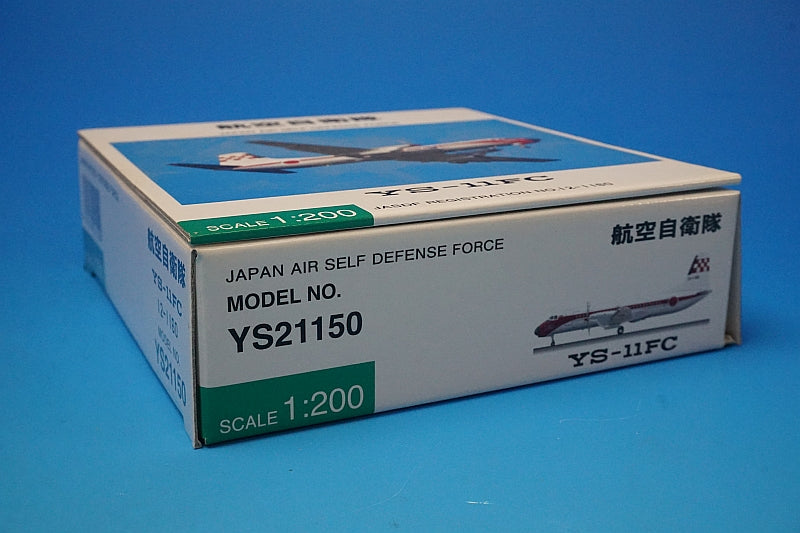 航空自衛隊
YS-11FC
SCALE 1:200
JASDF REGISTRATION NO.12-1160
航空自衛隊
YS-11FC
12-1160
MODEL NO
YS21150
JAPAN AIR SELF DEFENSE FORCE
MODEL NO.
YS21150
SCALE 1:200
航空自衛隊
YS-11FC